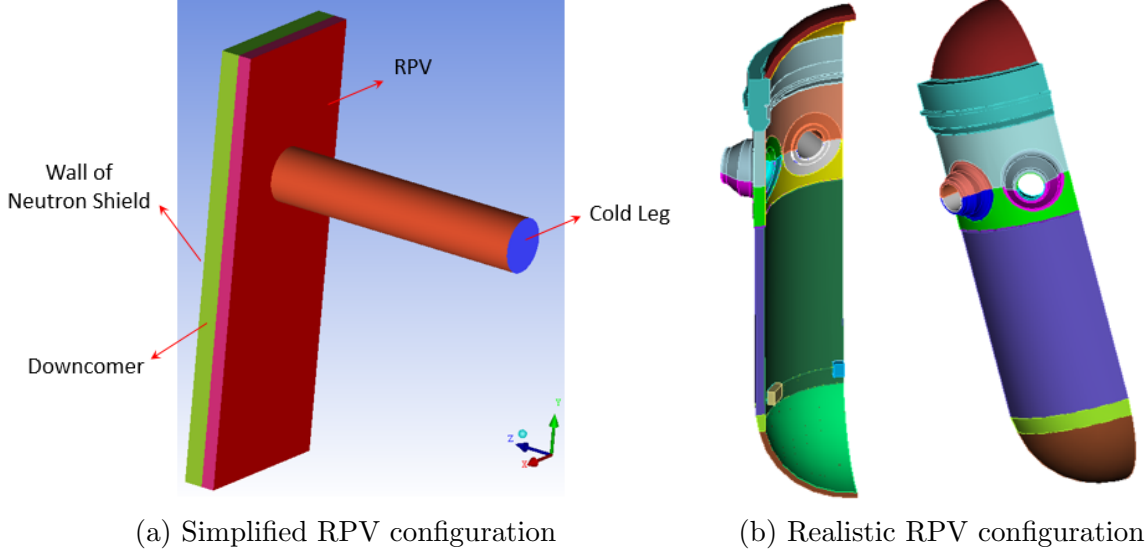 RPV
Wall of
Neutron Shield
Cold Leg
Downcomer
Y
Z
X
(a) Simplified RPV configuration
(b) Realistic RPV configuration